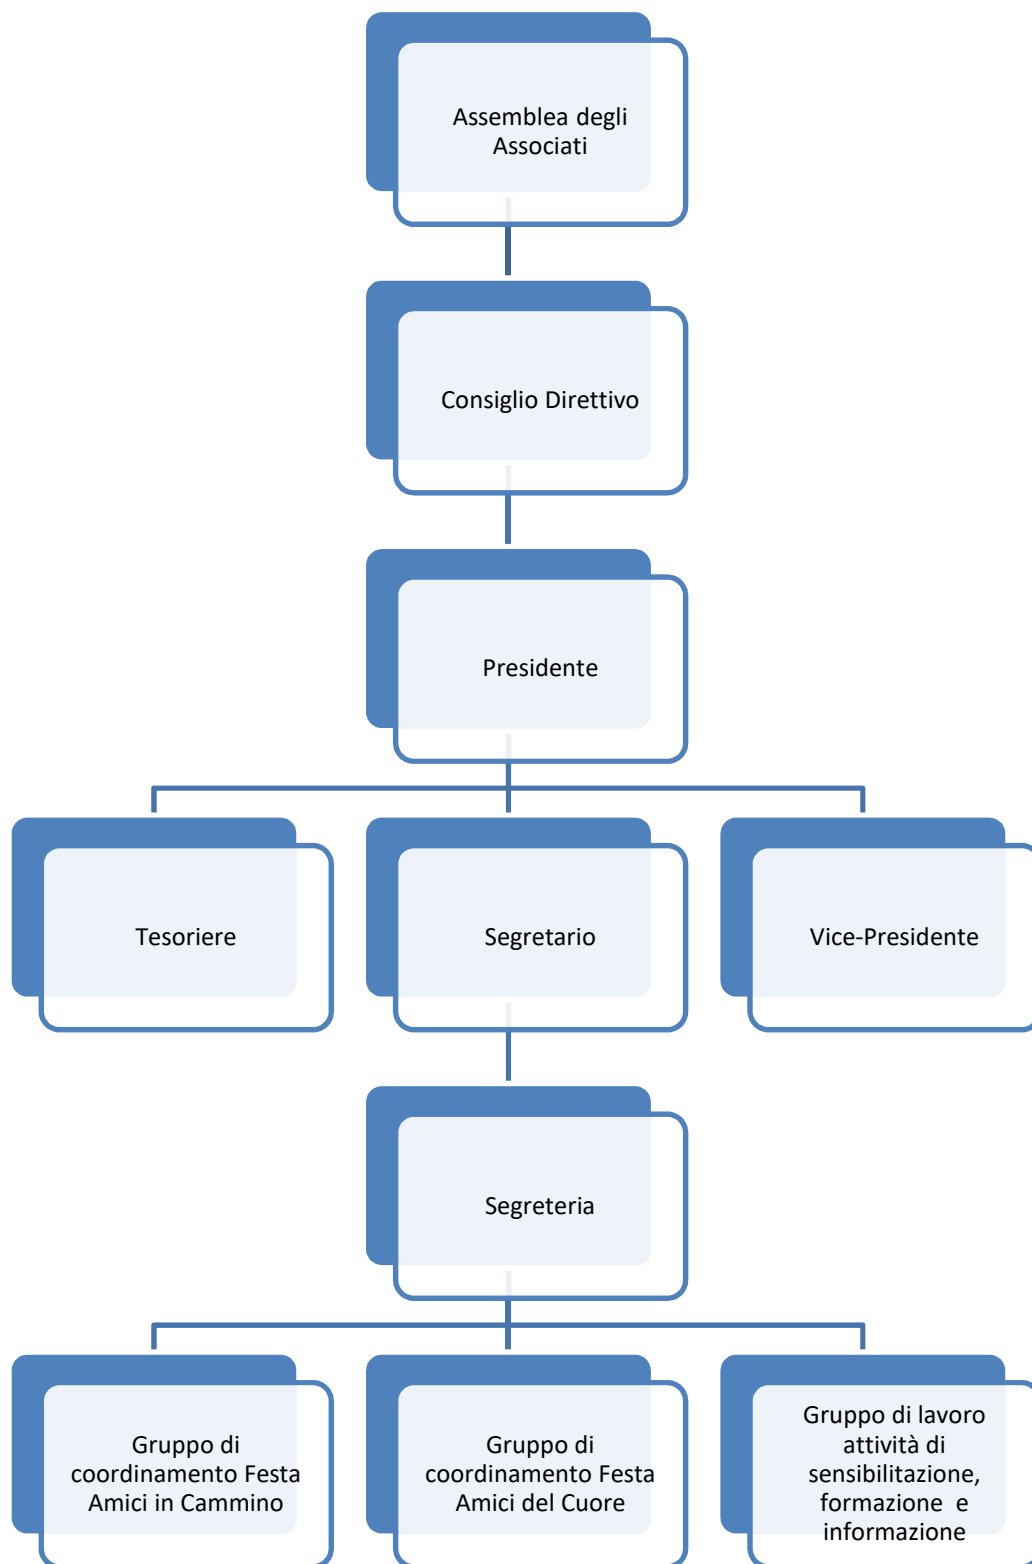 Assemblea degli
Associati
Consiglio Direttivo
Presidente
Tesoriere
Segretario
Vice-Presidente
Segreteria
Gruppo di
coordinamento Festa
Amici in Cammino
Gruppo di
coordinamento Festa
Amici del Cuore
Gruppo di lavoro
attività di
sensibilitazione,
formazione e
informazione